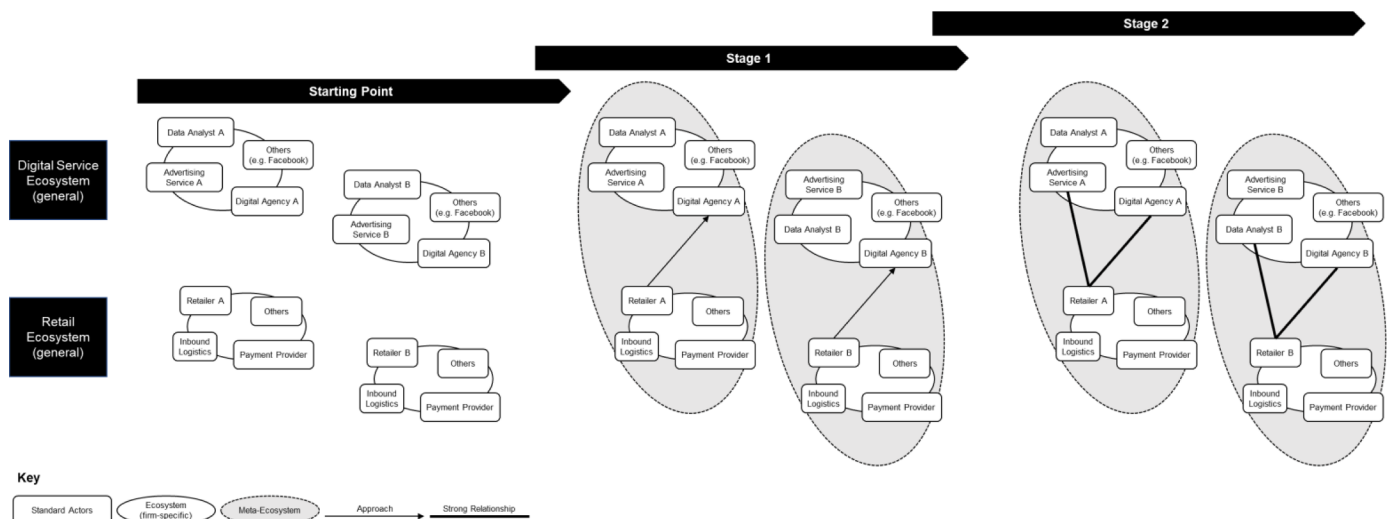 Stage 2
Stage 1
Starting Point
Digital Service
Ecosystem
(general)
Data Analyst A
Others
(e.g. Facebook)
Advertising
Service A
Digital Agency A
Data Analyst B
Others
(e.g. Facebook)
Advertising
Service B
Digital Agency B
Retail
Ecosystem
(general)
Retailer A
Others
Inbound
Logistics
Payment Provider
Retailer B
Others
Inbound
Logistics
Payment Provider
Data Analyst A
Others
(e.g. Facebook)
Advertising
Service A
Digital Agency A
Advertising
Service B
Others
(e.g. Facebook)
Data Analyst B
Digital Agency B
Retailer A
Others
Inbound
Logistics
Payment Provider
Retailer B
Others
Inbound
Logistics
Payment Provider
Data Analyst A
Others
(e.g. Facebook)
Advertising
Service A
Digital Agency A
Advertising
Service B
Others
(e.g. Facebook)
Data Analyst B
Digital Agency B
Retailer A
Others
Inbound
Logistics
Payment Provider
Retailer B
Others
Inbound
Logistics
Payment Provider
Key
Standard Actors
Ecosystem
(firm-specific)
Meta-Ecosystem
Approach
Strong Relationship